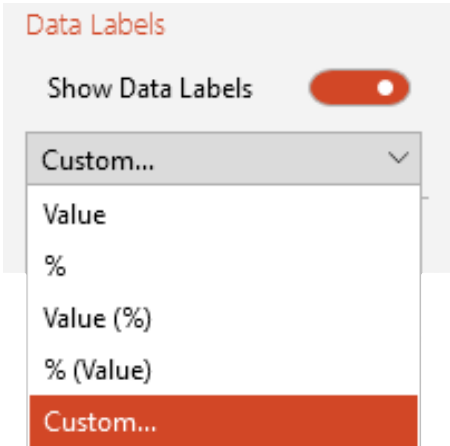 Data Labels
Show Data Labels
Custom...
Value
%
Value (%)
% (Value)
Custom...